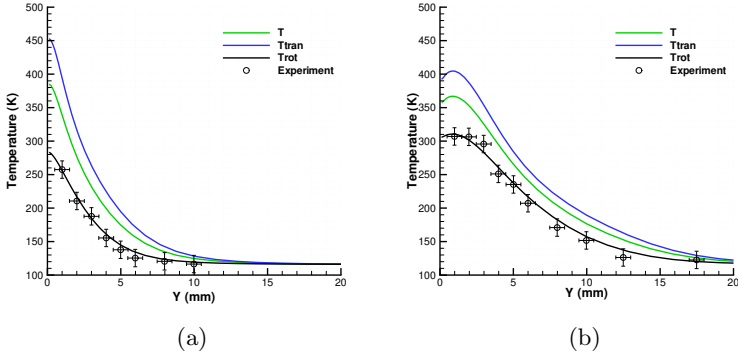 500
450
400
350
300
250
200
150
100
Temperature (K)
0 5 10 15 20
Y (mm)
T
Ttran
Trot
Experiment
(a)
500
450
400
350
300
250
200
150
100
Temperature (K)
0 5 10 15 20
Y (mm)
T
Ttran
Trot
Experiment
(b)